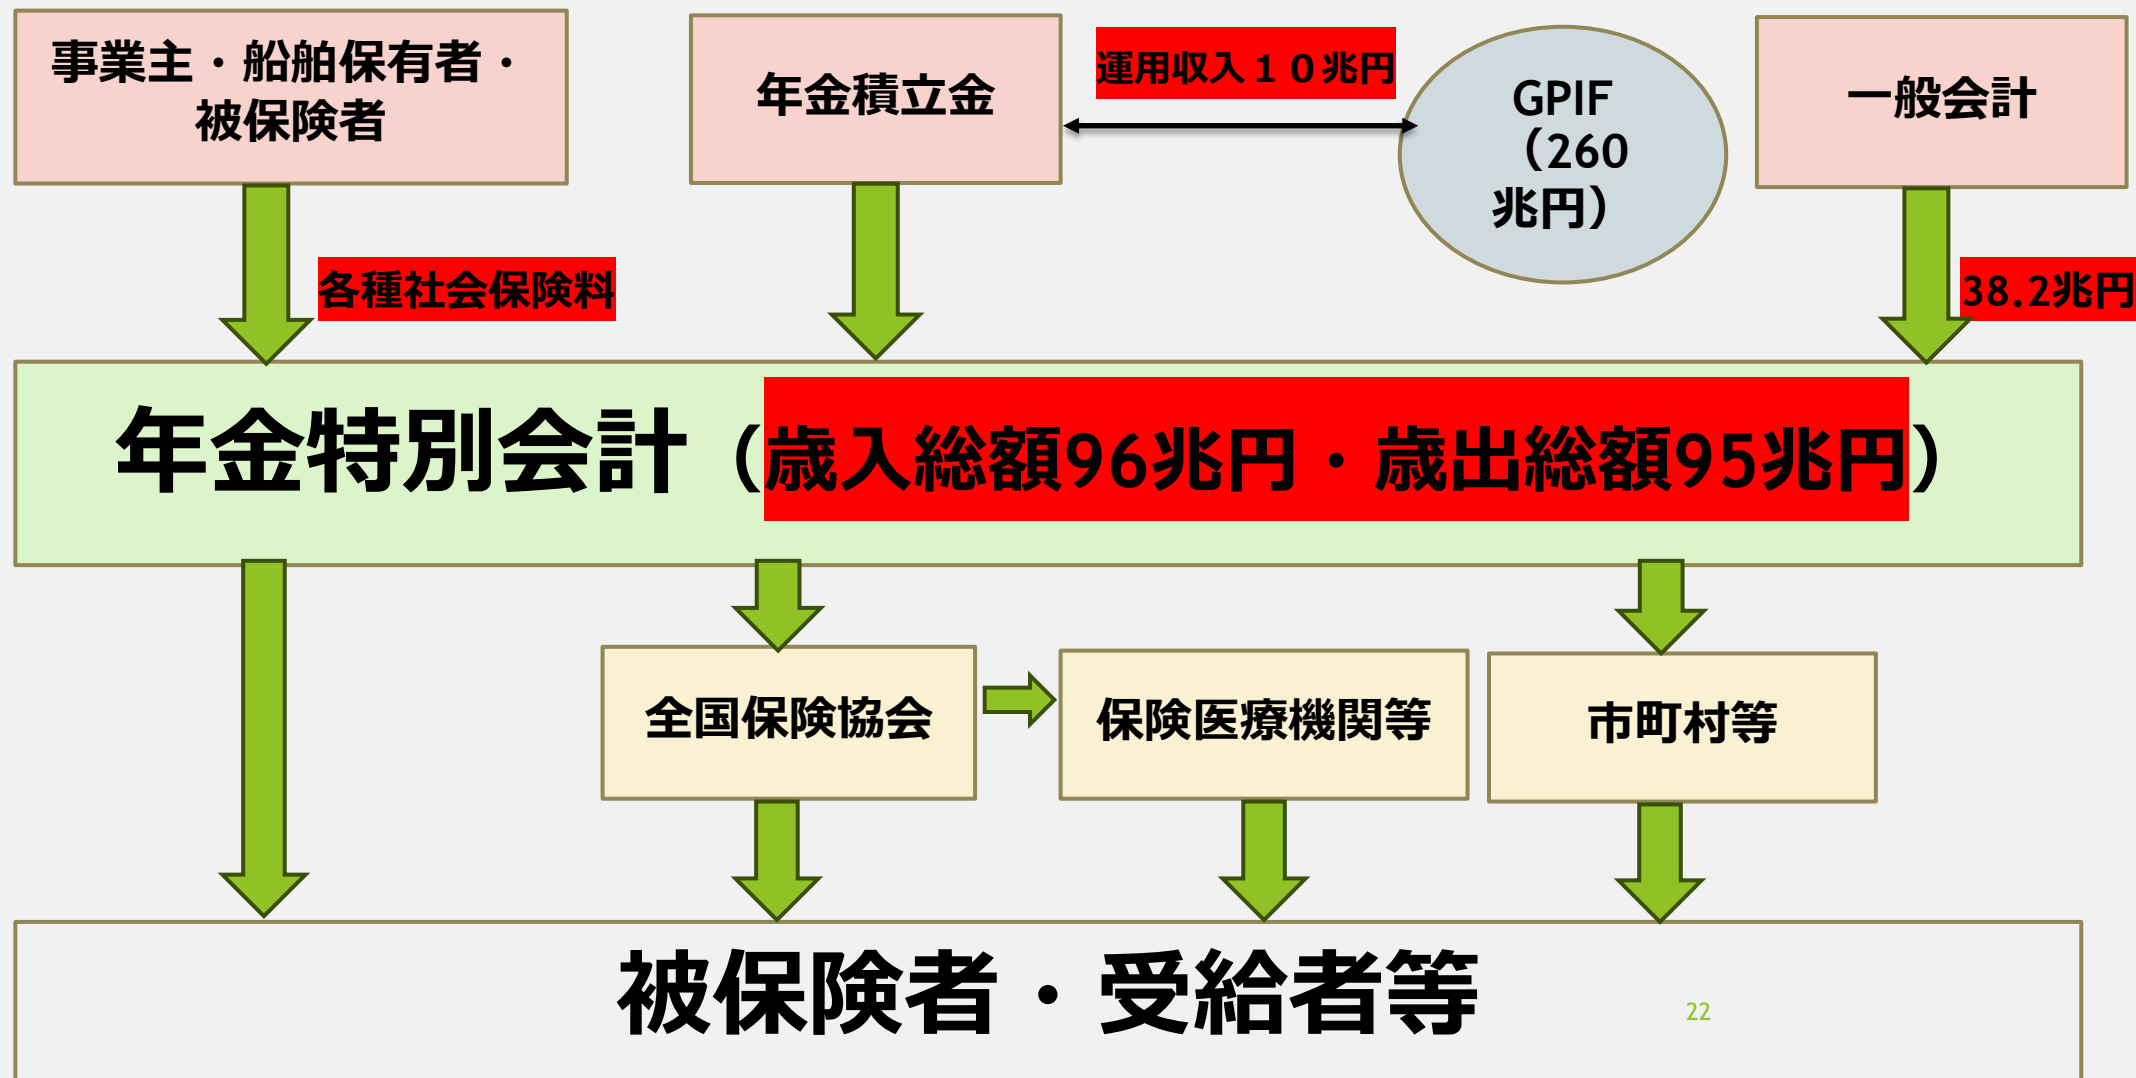 事業主・船舶保有者・
被保険者
年金積立金
運用収入１０兆円
GPIF
（260
兆円）
一般会計
各種社会保険料
38.2兆円
年金特別会計（歳入総額96兆円・歳出総額95兆円）
全国保険協会
保険医療機関等
市町村等
被保険者・受給者等
22